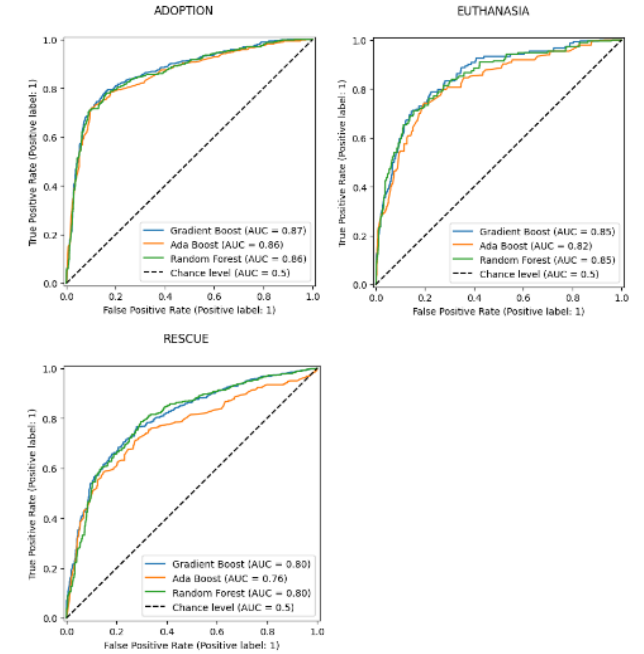 ADOPTION
1.0
0.8
0.6
0.4
0.2
0.0
True Positive Rate (Positive label: 1)
Gradient Boost (AUC = 0.87)
Ada Boost (AUC = 0.86)
Random Forest (AUC = 0.86)
Chance level (AUC = 0.5)
0.0 0.2 0.4 0.6 0.8 1.0
False Positive Rate (Positive label: 1)
EUTHANASIA
1.0
0.8
0.6
0.4
0.2
0.0
True Positive Rate (Positive label: 1)
Gradient Boost (AUC = 0.85)
Ada Boost (AUC = 0.82)
Random Forest (AUC = 0.85)
Chance level (AUC = 0.5)
0.0 0.2 0.4 0.6 0.8 1.0
False Positive Rate (Positive label: 1)
RESCUE
1.0
0.8
0.6
0.4
0.2
0.0
True Positive Rate (Positive label: 1)
Gradient Boost (AUC = 0.80)
Ada Boost (AUC = 0.76)
Random Forest (AUC = 0.80)
Chance level (AUC = 0.5)
0.0 0.2 0.4 0.6 0.8 1.0
False Positive Rate (Positive label: 1)